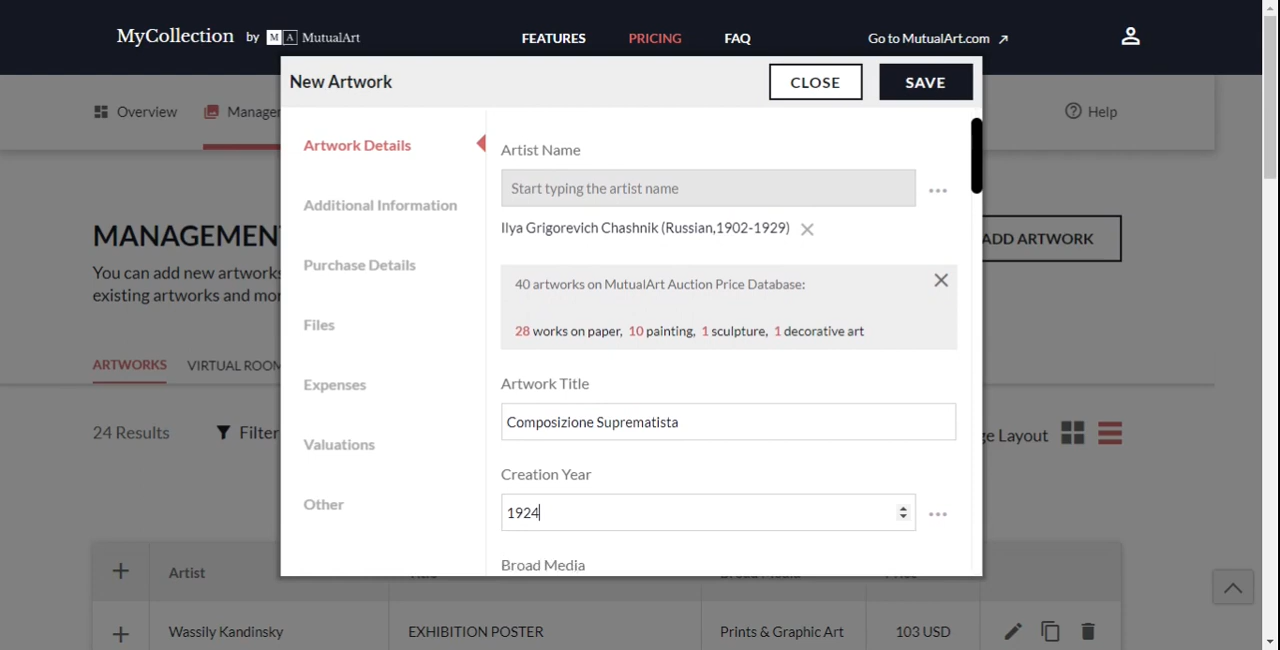 MyCollection by M A MutualArt
FEATURES PRICING FAQ Go to MutualArt.com ↗
New Artwork CLOSE SAVE
Overview Help
Artwork Details
Additional Information
Purchase Details
Files
Expenses
Valuations
Other
Artist Name
Start typing the artist name
Ilya Grigorevich Chashnik (Russian,1902-1929)
40 artworks on MutualArt Auction Price Database:
28 works on paper, 10 painting, 1 sculpture, 1 decorative art
Artwork Title
Composizione Suprematista
Creation Year
1924
Broad Media
You can add new artworks
existing artworks and
ADD ARTWORK
ARTWORKS VIRTUAL
24 Results Filter Layout
Artist
Wassily Kandinsky EXHIBITION POSTER Prints & Graphic Art 103 USD